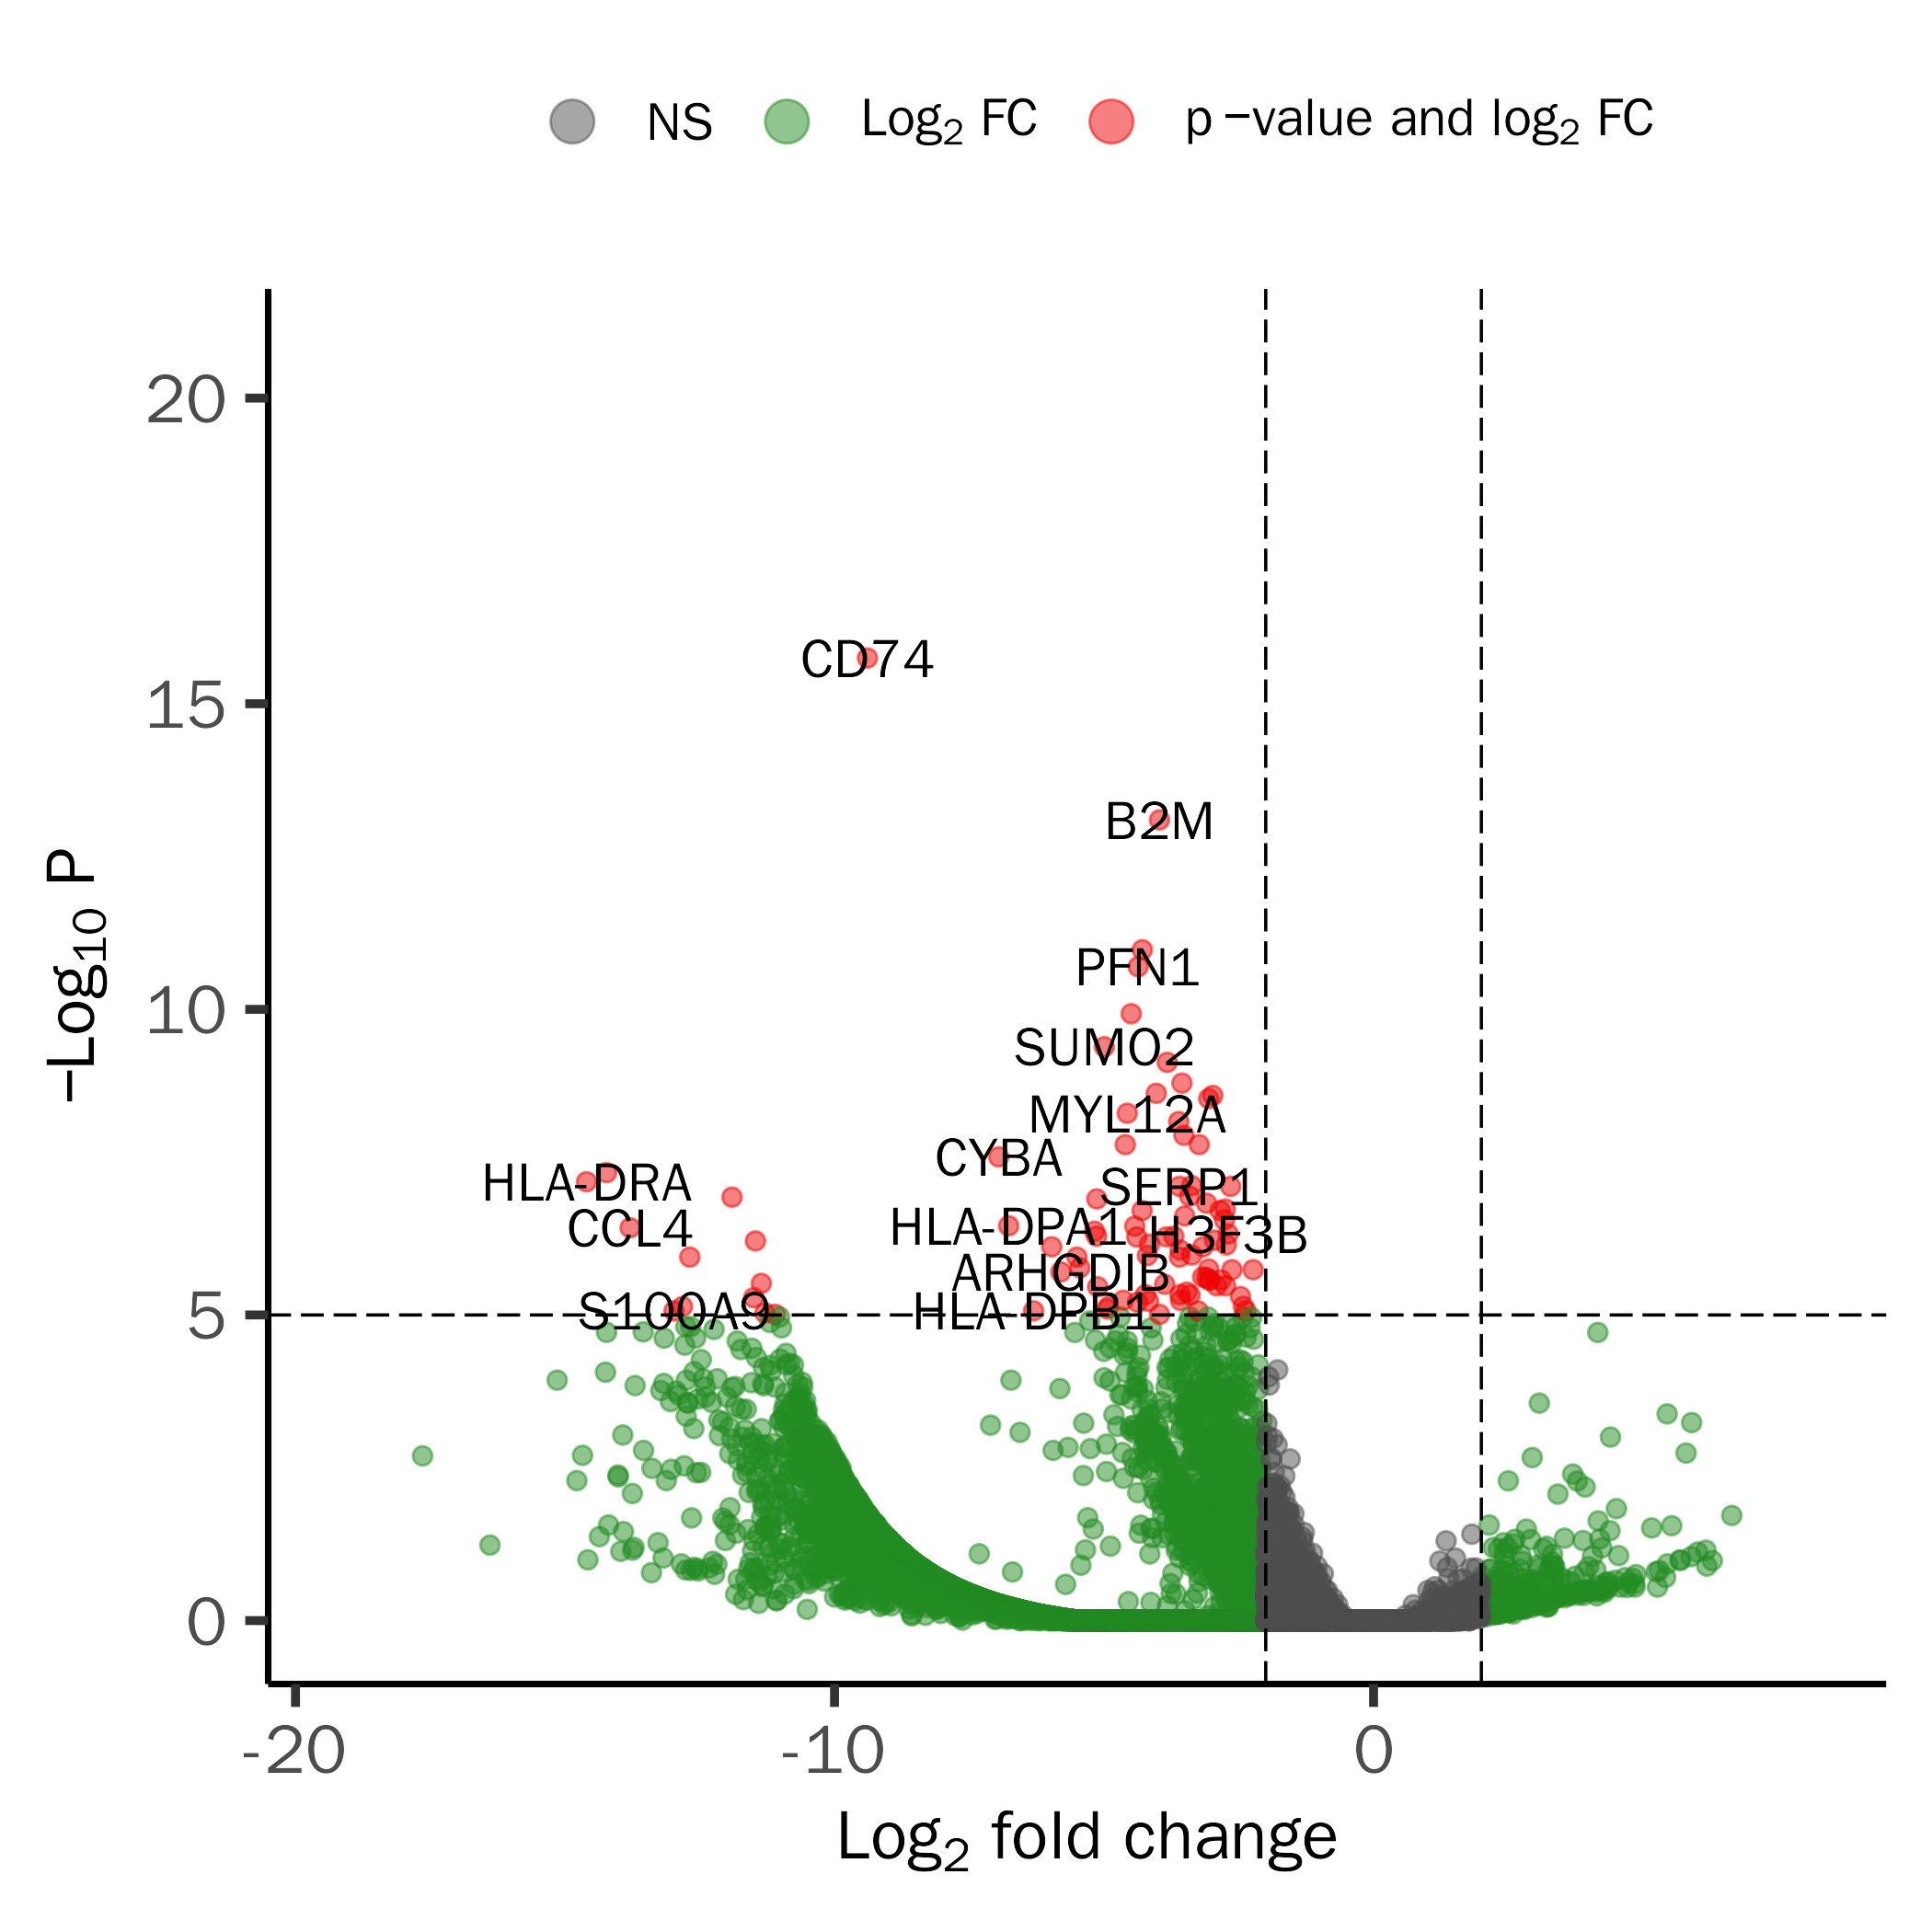 NS Log2 FC p −value and log2 FC
20
15
10
5
0
−Log10 P
CD74
B2M
PFN1
SUMO2
MYL12A
CYBA
HLA-DRA
SERP1
CCL4
HLA-DPA1
H3F3B
ARHGDIB
S100A9
HLA-DPB1
-20 -10 0
Log2 fold change